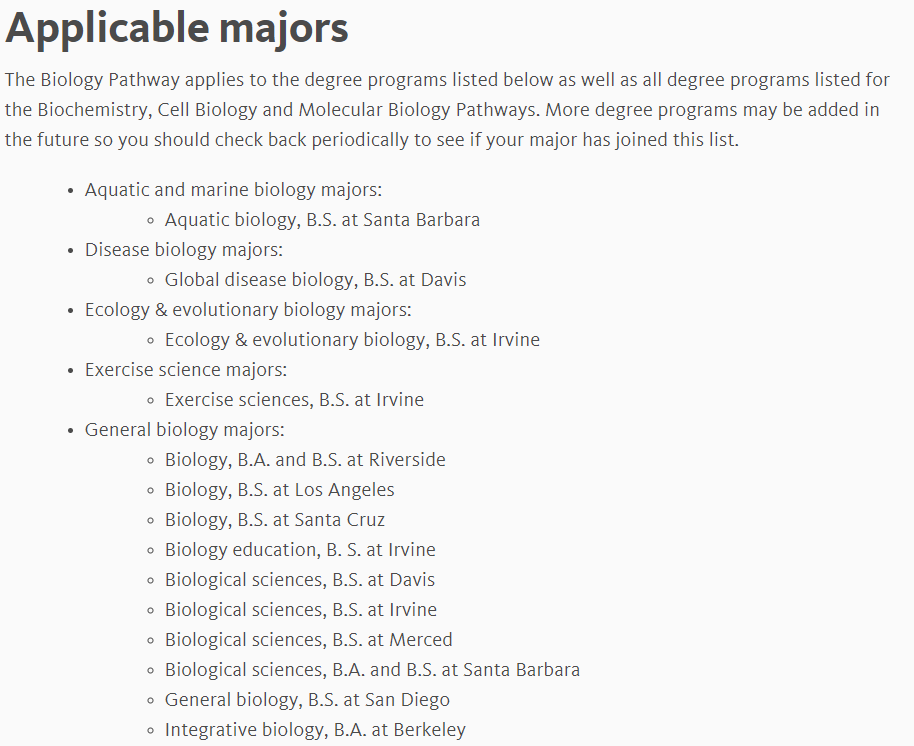 Applicable majors
The Biology Pathway applies to the degree programs listed below as well as all degree programs listed for
the Biochemistry, Cell Biology and Molecular Biology Pathways. More degree programs may be added in
the future so you should check back periodically to see if your major has joined this list.
• Aquatic and marine biology majors:
◦ Aquatic biology, B.S. at Santa Barbara
• Disease biology majors:
◦ Global disease biology, B.S. at Davis
• Ecology & evolutionary biology majors:
◦ Ecology & evolutionary biology, B.S. at Irvine
• Exercise science majors:
◦ Exercise sciences, B.S. at Irvine
• General biology majors:
◦ Biology, B.A. and B.S. at Riverside
◦ Biology, B.S. at Los Angeles
◦ Biology, B.S. at Santa Cruz
◦ Biology education, B. S. at Irvine
◦ Biological sciences, B.S. at Davis
◦ Biological sciences, B.S. at Irvine
◦ Biological sciences, B.S. at Merced
◦ Biological sciences, B.A. and B.S. at Santa Barbara
◦ General biology, B.S. at San Diego
◦ Integrative biology, B.A. at Berkeley